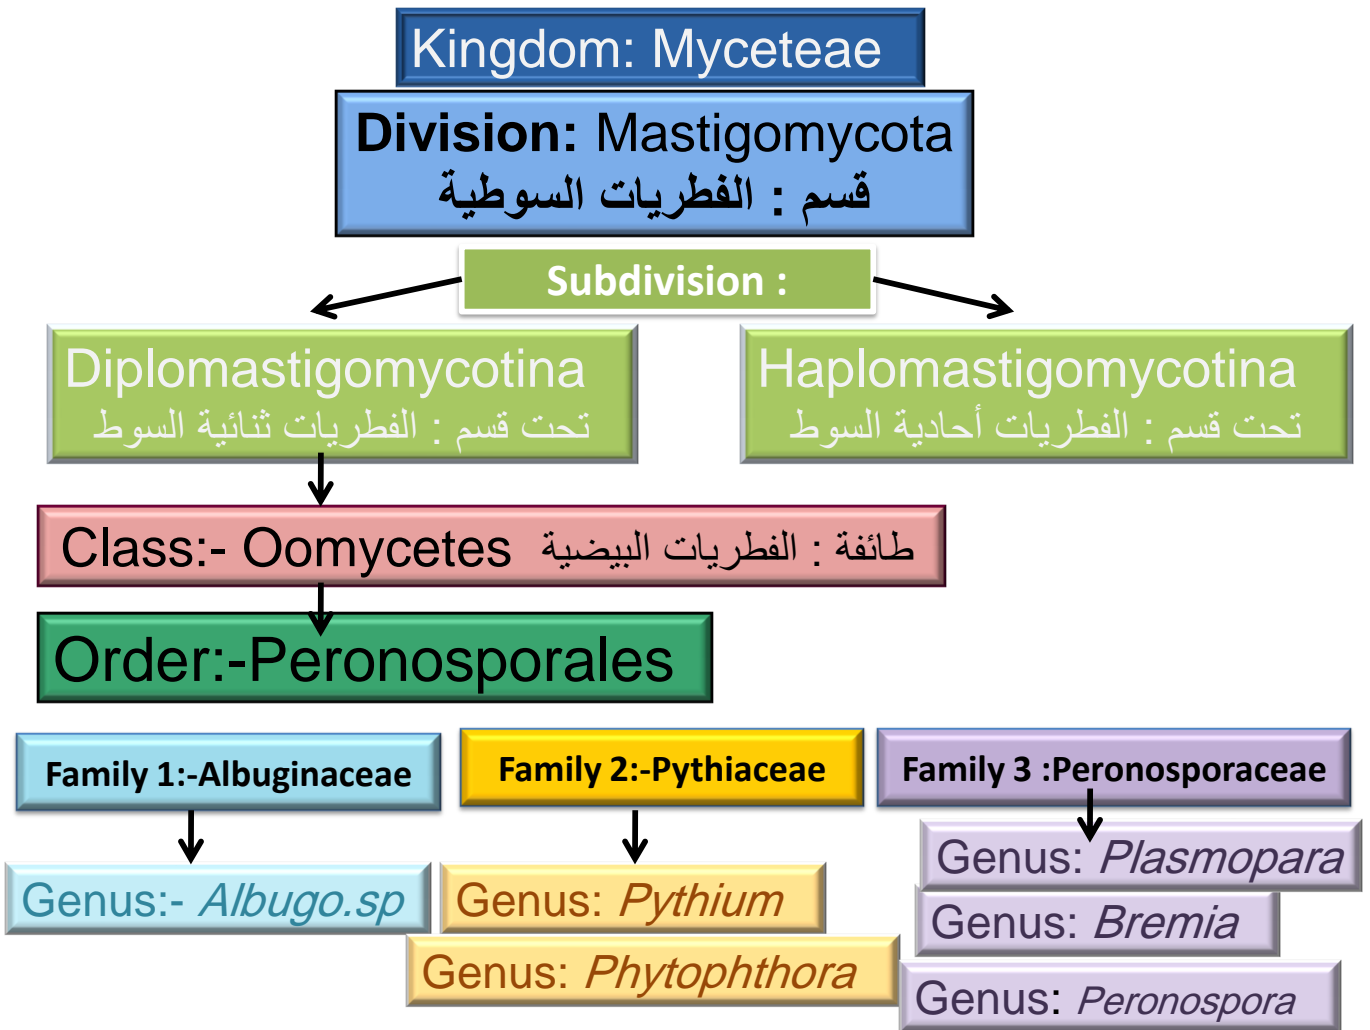 Kingdom: Myceteae
Division: Mastigomycota
قسم : الفطريات السوطية
Subdivision :
Diplomastigomycotina
تحت قسم : الفطريات ثنائية السوط
Haplomastigomycotina
تحت قسم : الفطريات أحادية السوط
Class:- Oomycetes طائفة : الفطريات البيضية
Order:-Peronosporales
Family 1:-Albuginaceae
Family 2:-Pythiaceae
Family 3 :Peronosporaceae
Genus:- Albugo.sp
Genus: Pythium
Genus: Phytophthora
Genus: Plasmopara
Genus: Bremia
Genus: Peronospora